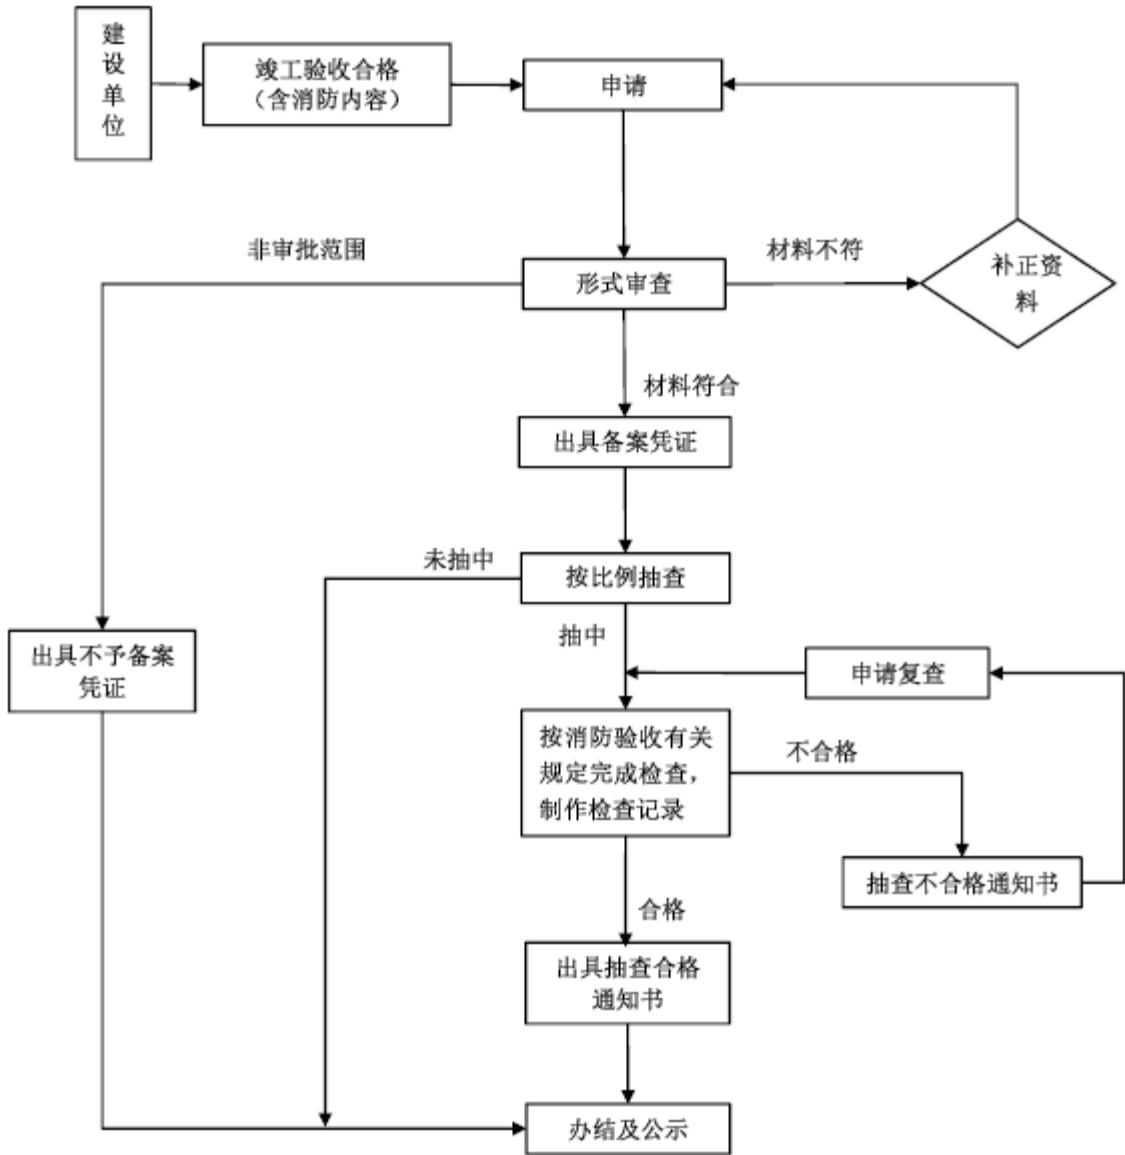 建
设
单
位
竣工验收合格
（含消防内容）
申请
非审批范围
材料不符
形式审查
补正资
料
材料符合
出具备案凭证
未抽中
按比例抽查
抽中
出具不予备案
凭证
申请复查
按消防验收有关
规定完成检查，
制作检查记录
不合格
抽查不合格通知书
合格
出具抽查合格
通知书
办结及公示